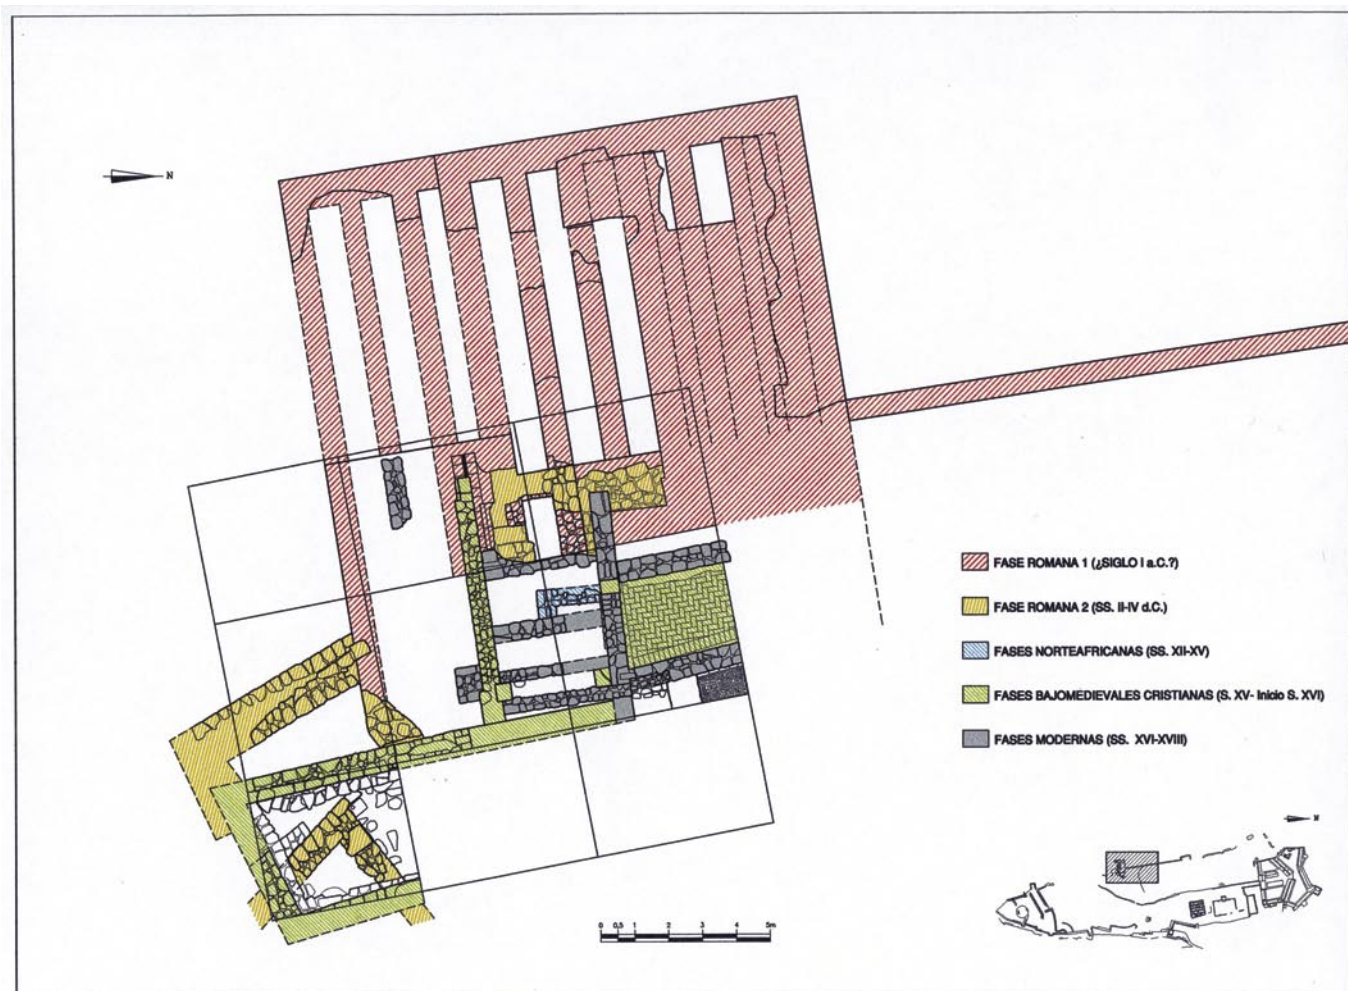 N
FASE ROMANA 1 (¿SIGLO I a.C.?)
FASE ROMANA 2 (SS. II-IV d.C.)
FASES NORTEAFRICANAS (SS. XII-XV)
FASES BAJOMEDIEVALES CRISTIANAS (S. XV- Inicio S. XVI)
FASES MODERNAS (SS. XVI-XVIII)
N
0 0,5 1 2 3 4 5m